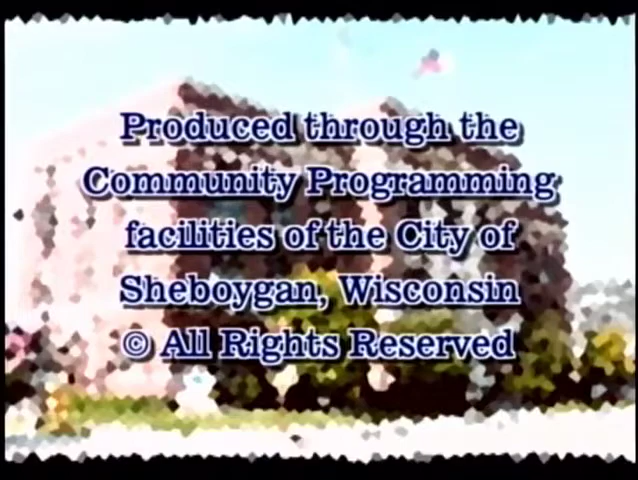 Produced through the
Community Programming
facilities of the City of
Sheboygan, Wisconsin
© All Rights Reserved